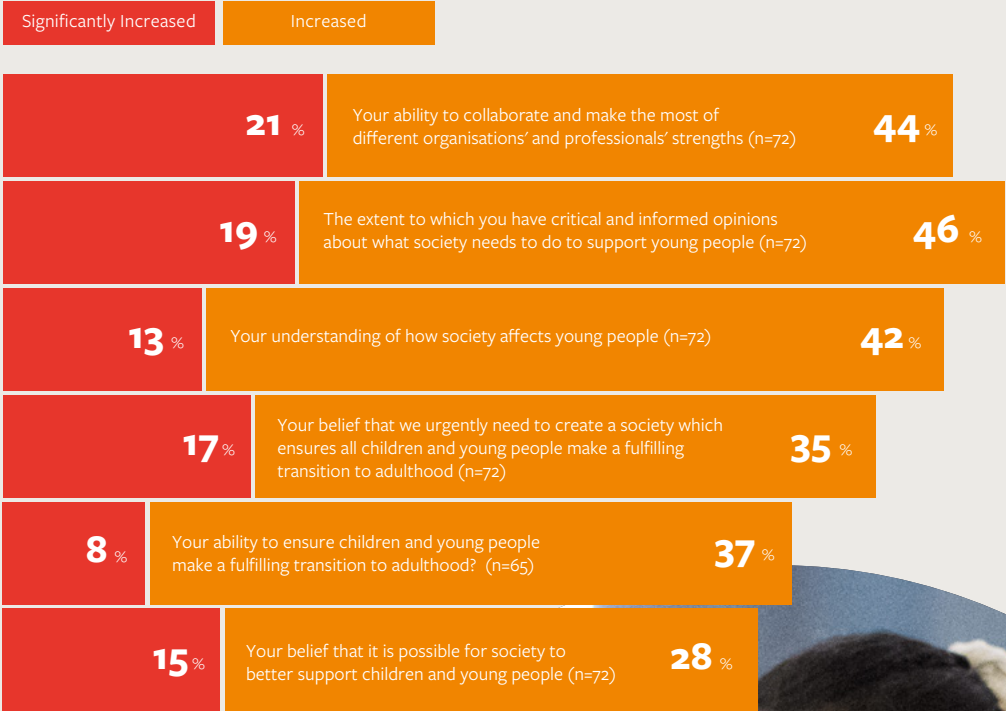 Significantly Increased
Increased
21 %
Your ability to collaborate and make the most of
different organisations’ and professionals’ strengths (n=72)
44 %
19 %
The extent to which you have critical and informed opinions
about what society needs to do to support young people (n=72)
46 %
13 %
Your understanding of how society affects young people (n=72)
42 %
17 %
Your belief that we urgently need to create a society which
ensures all children and young people make a fulfilling
transition to adulthood (n=72)
35 %
8 %
Your ability to ensure children and young people
make a fulfilling transition to adulthood? (n=65)
37 %
15 %
Your belief that it is possible for society to
better support children and young people (n=72)
28 %